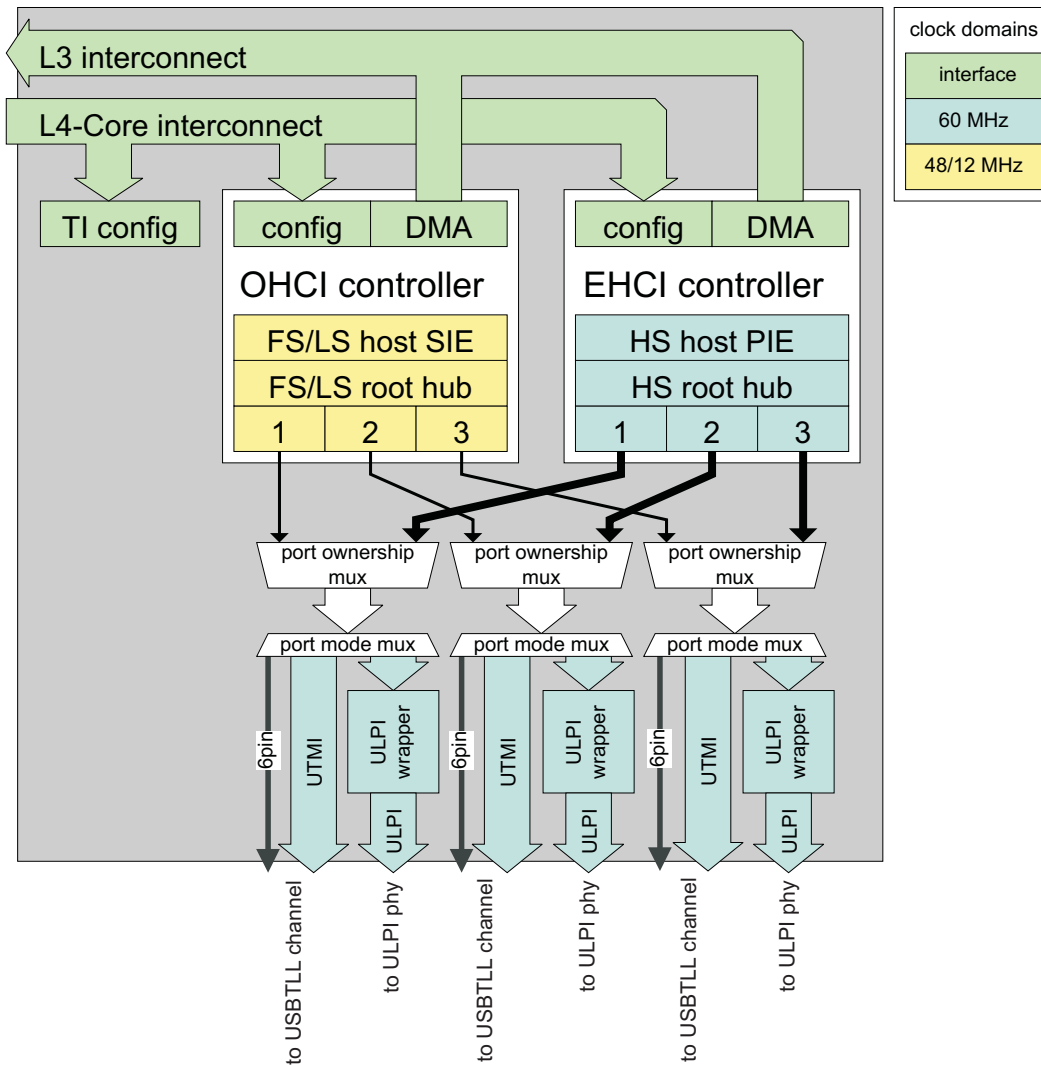 clock domains
interface
60 MHz
48/12 MHz
L3 interconnect
L4-Core interconnect
TI config
config
DMA
config
DMA
OHCI controller
EHCI controller
FS/LS host SIE
HS host PIE
FS/LS root hub
HS root hub
1
2
3
1
2
3
port ownership
mux
port ownership
mux
port ownership
mux
port mode mux
port mode mux
port mode mux
6pin
UTMI
ULPI
wrapper
ULPI
6pin
UTMI
ULPI
wrapper
ULPI
6pin
UTMI
ULPI
wrapper
ULPI
to USBTLL channel
to ULPI phy
to USBTLL channel
to ULPI phy
to USBTLL channel
to ULPI phy